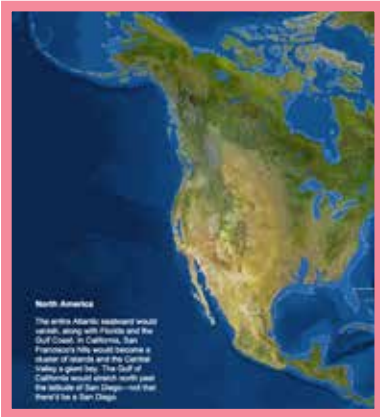 North America
The entire Atlantic seaboard would
vanish, along with Florida and the
Gulf Coast. In California, San
Francisco's hills would become a
cluster of islands and the Central
Valley a giant bay. The Gulf of
California would stretch north past
the latitude of San Diego—not that
there'd be a San Diego.